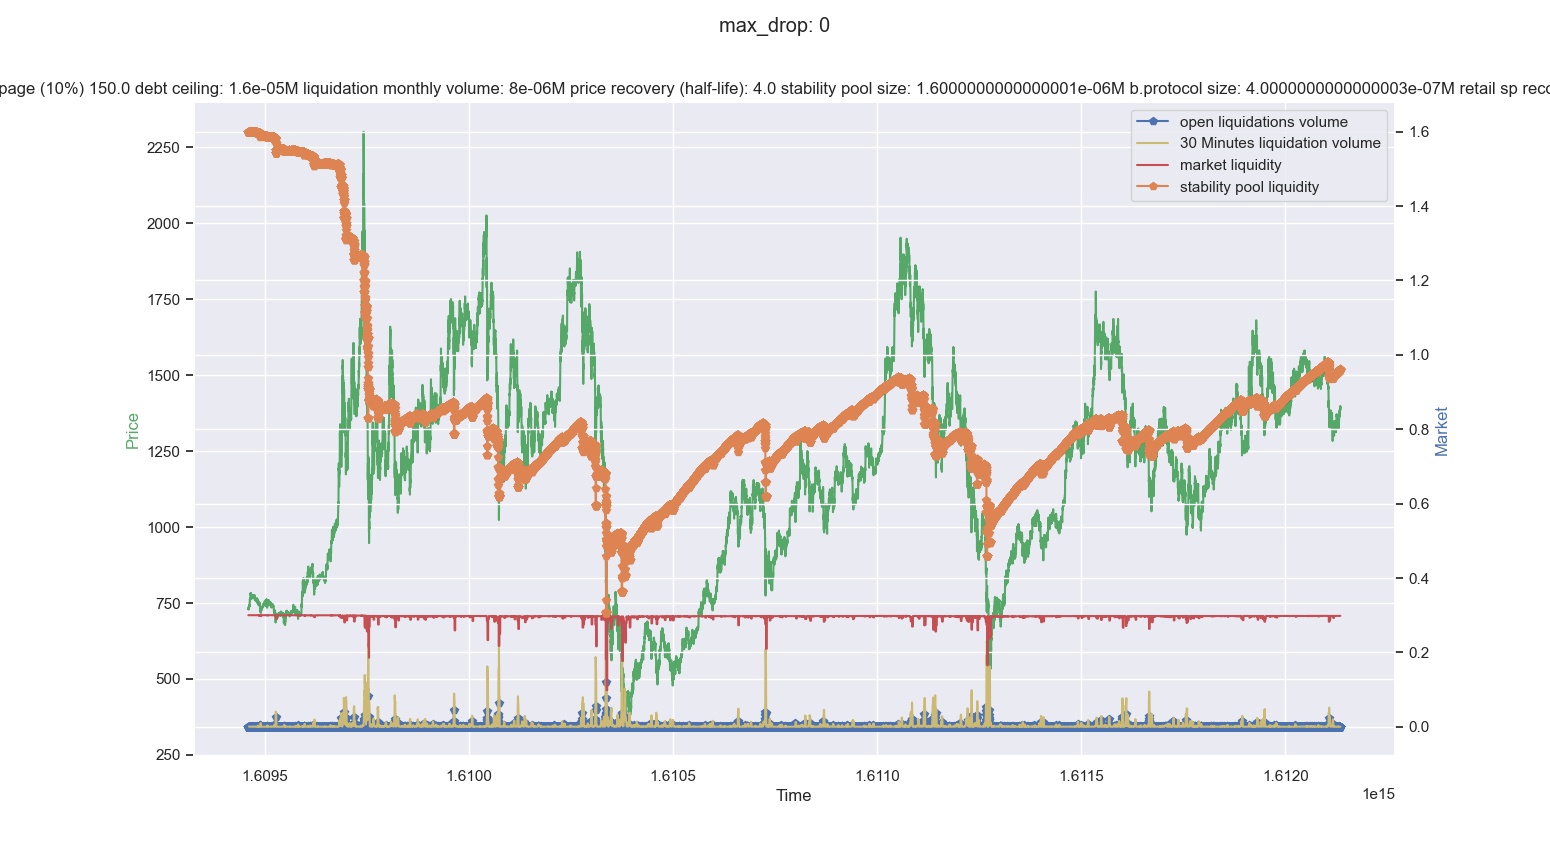 max_drop: 0
page (10%) 150.0 debt ceiling: 1.6e-05M liquidation monthly volume: 8e-06M price recovery (half-life): 4.0 stability pool size: 1.6000000000000001e-06M b.protocol size: 4.0000000000000003e-07M retail sp reco
open liquidations volume
30 Minutes liquidation volume
market liquidity
stability pool liquidity
2250
2000
1750
1500
1250
1000
750
500
250
Price
1.6
1.4
1.2
1.0
0.8
0.6
0.4
0.2
0.0
Market
1.6095
1.6100
1.6105
1.6110
1.6115
1.6120
1e15
Time